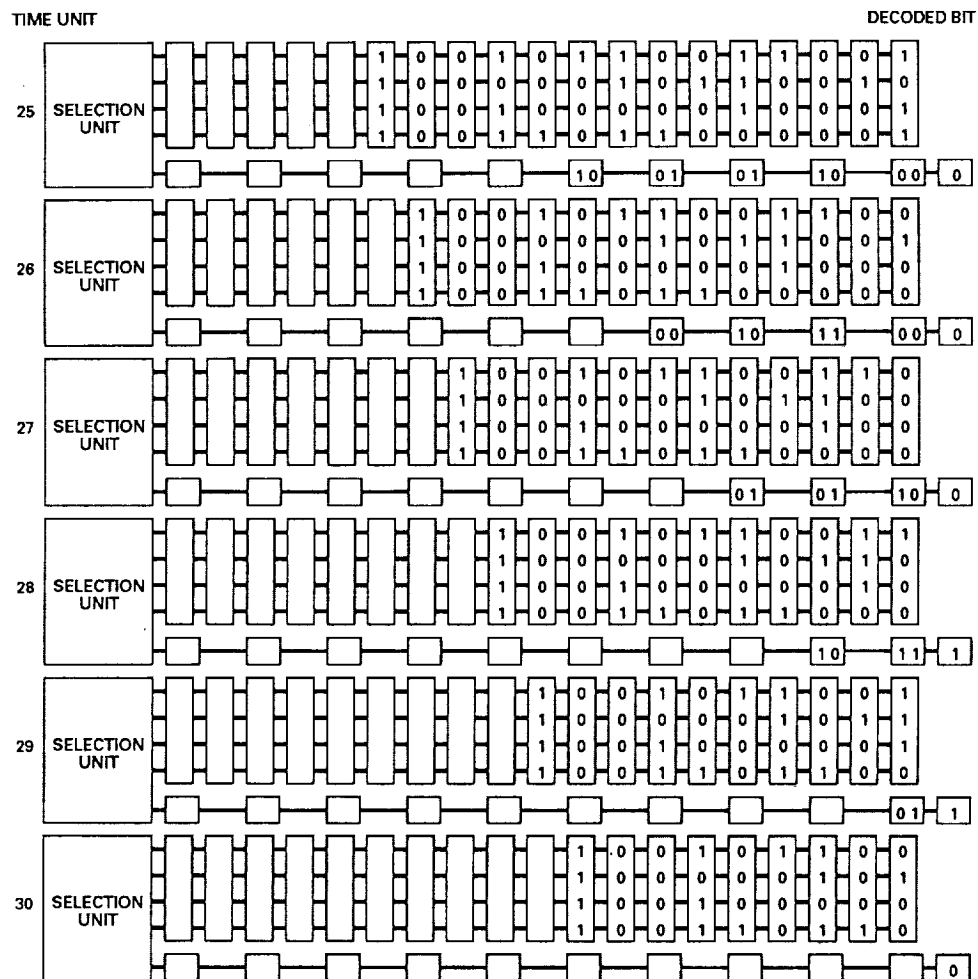 TIME UNIT DECODED BIT
1 0 0 1 0 1 1 0 0 1 1 0 0 1
1 0 0 0 0 0 1 0 1 1 0 0 1 0
25 SELECTION UNIT 1 0 0 1 0 0 0 0 0 1 0 0 0 1
1 0 0 1 1 0 1 1 0 0 0 0 0 1
10 01 01 10 00 0
1 0 0 1 0 1 1 0 0 1 1 0 0
1 0 0 0 0 0 1 0 1 1 0 0 1
26 SELECTION UNIT 1 0 0 1 0 0 0 0 0 1 0 0 0
1 0 0 1 1 0 1 1 0 0 0 0 0
00 10 11 00 0
1 0 0 1 0 1 1 0 0 1 1 0
1 0 0 0 0 0 1 0 1 1 0 0
27 SELECTION UNIT 1 0 0 1 0 0 0 0 0 1 0 0
1 0 0 1 1 0 1 1 0 0 0 0
01 01 10 0
1 0 0 1 0 1 1 0 0 1 1
1 0 0 0 0 0 1 0 1 1 0
28 SELECTION UNIT 1 0 0 1 0 0 0 0 0 1 0
1 0 0 1 1 0 1 1 0 0 0
10 11 1
1 0 0 1 0 1 1 0 0 1
1 0 0 0 0 0 1 0 1 1
29 SELECTION UNIT 1 0 0 1 0 0 0 0 0 1
1 0 0 1 1 0 1 1 0 0
01 1
1 0 0 1 0 1 1 0 0
1 0 0 0 0 0 1 0 1
30 SELECTION UNIT 1 0 0 1 0 0 0 0 0
1 0 0 1 1 0 1 1 0
0